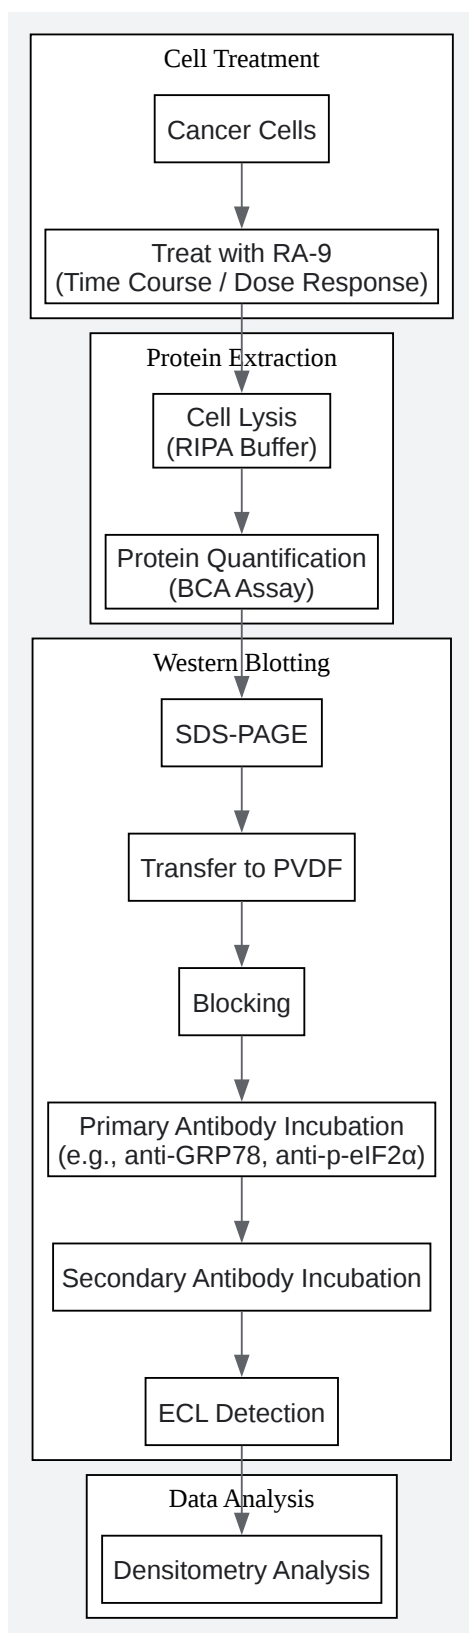 Cell Treatment
Cancer Cells
Treat with RA-9
(Time Course / Dose Response)
Protein Extraction
Cell Lysis
(RIPA Buffer)
Protein Quantification
(BCA Assay)
Western Blotting
SDS-PAGE
Transfer to PVDF
Blocking
Primary Antibody Incubation
(e.g., anti-GRP78, anti-p-eIF2α)
Secondary Antibody Incubation
ECL Detection
Data Analysis
Densitometry Analysis